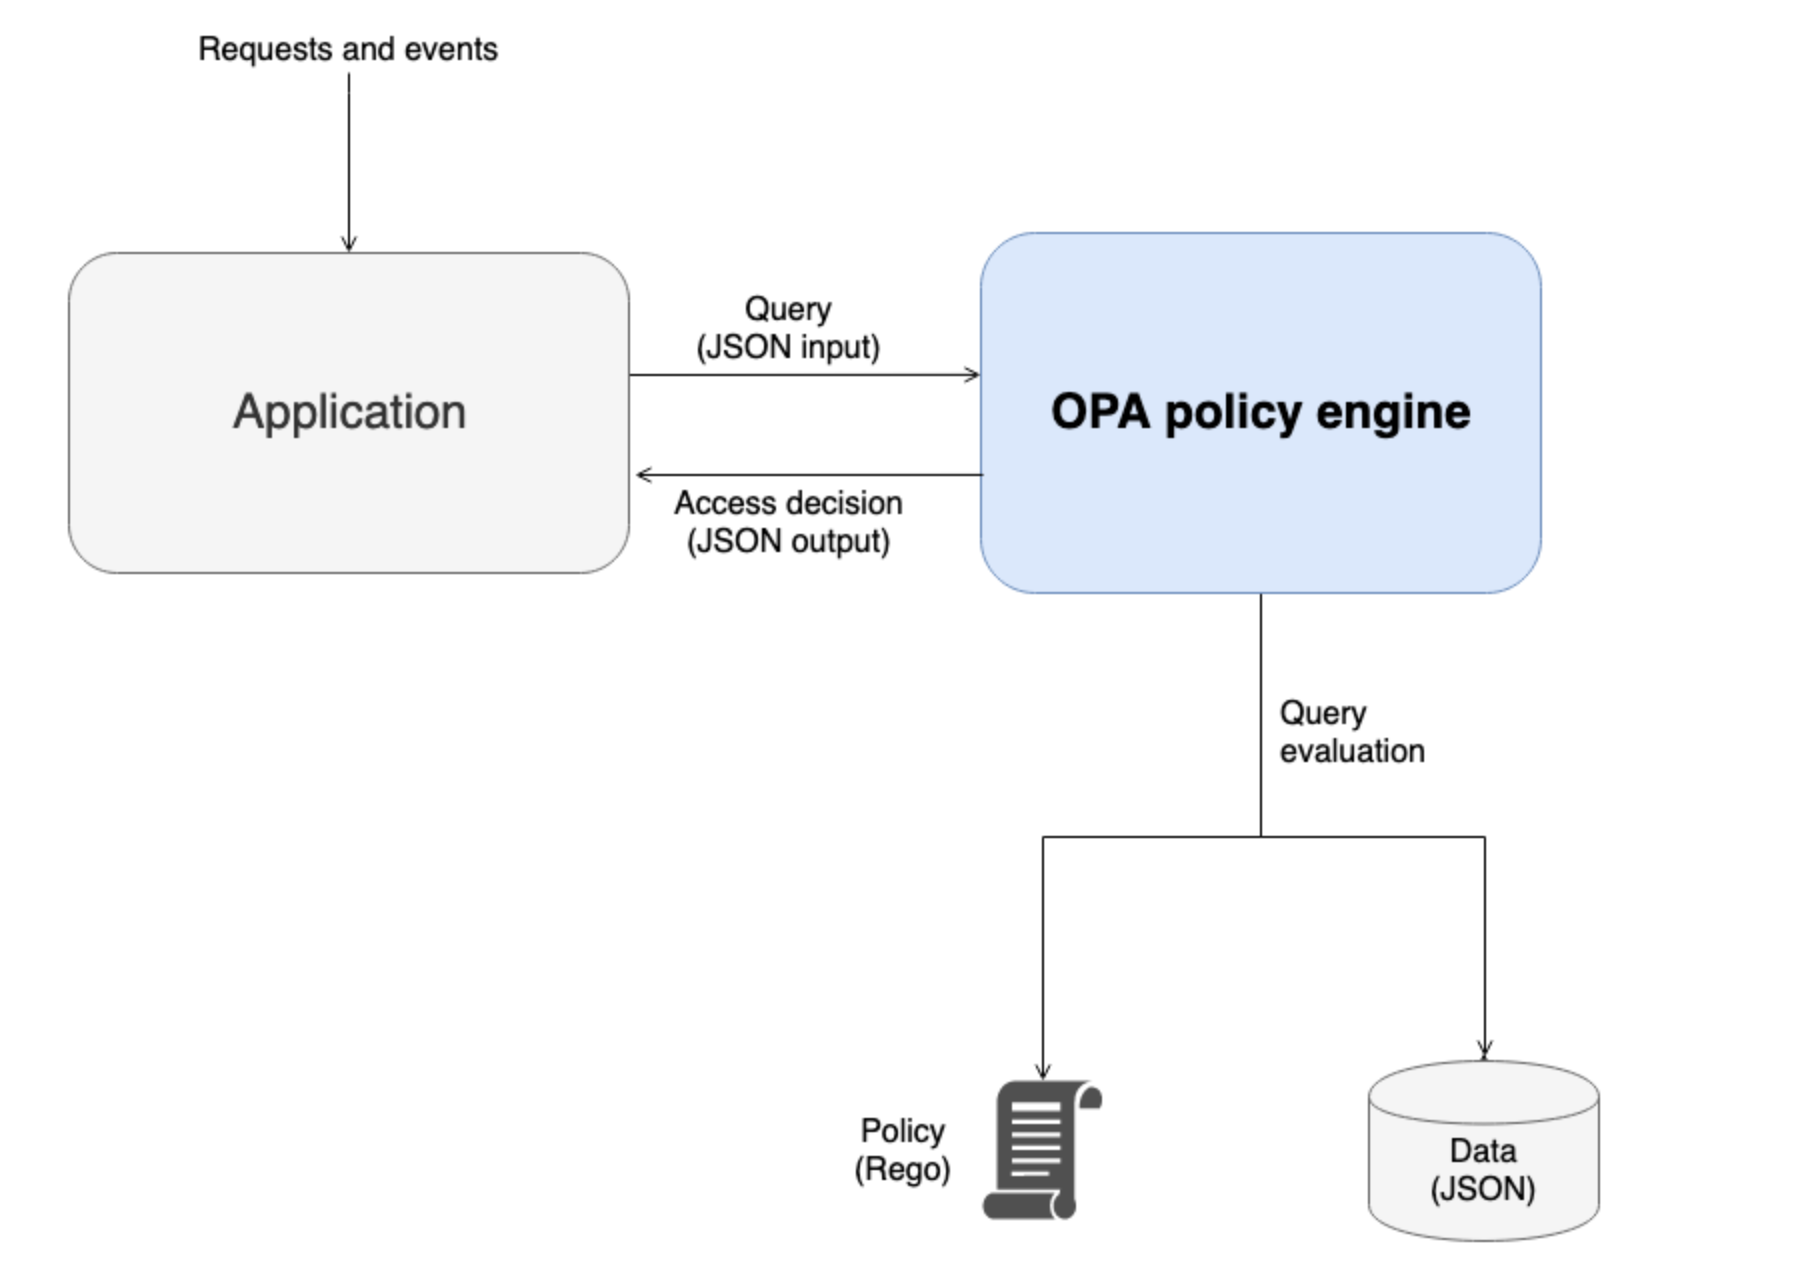 Requests and events
Application
Query
(JSON input)
Access decision
(JSON output)
OPA policy engine
Query
evaluation
Policy
(Rego)
Data
(JSON)